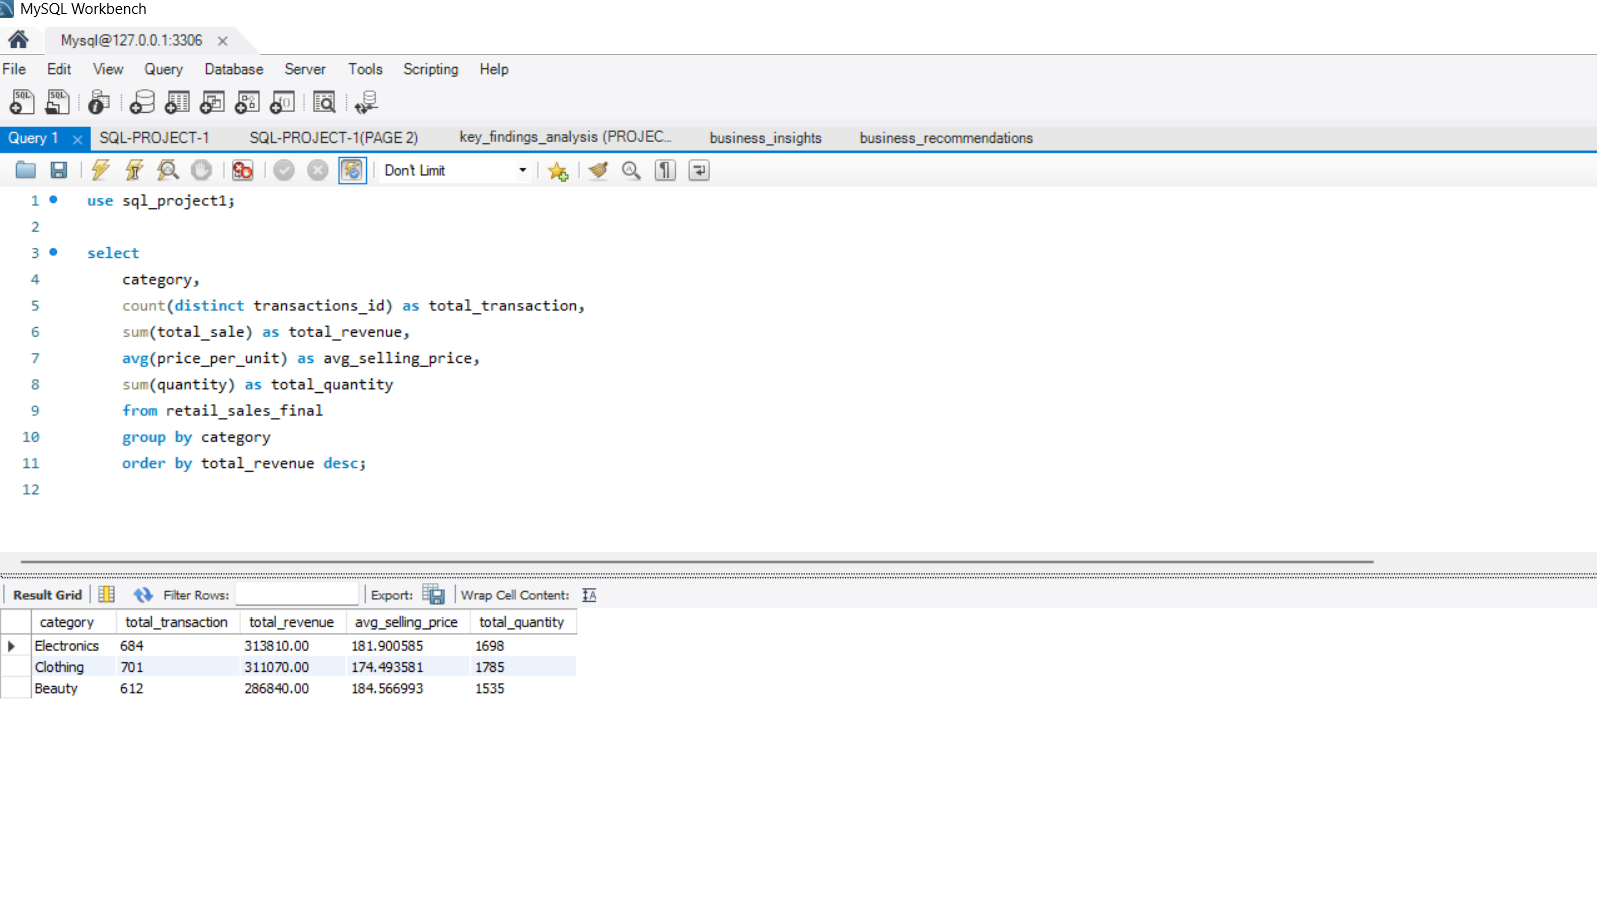 MySQL Workbench
Mysql@127.0.0.1:3306
File Edit View Query Database Server Tools Scripting Help
Query 1 SQL-PROJECT-1 SQL-PROJECT-1(PAGE 2) key_findings_analysis (PROJEC... business_insights business_recommendations
Don't Limit
1 use sql_project1;
2
3 select
4 category,
5 count(distinct transactions_id) as total_transaction,
6 sum(total_sale) as total_revenue,
7 avg(price_per_unit) as avg_selling_price,
8 sum(quantity) as total_quantity
9 from retail_sales_final
10 group by category
11 order by total_revenue desc;
12
Result Grid Filter Rows: Export: Wrap Cell Content: IA
category total_transaction total_revenue avg_selling_price total_quantity
Electronics 684 313810.00 181.900585 1698
Clothing 701 311070.00 174.493581 1785
Beauty 612 286840.00 184.566993 1535